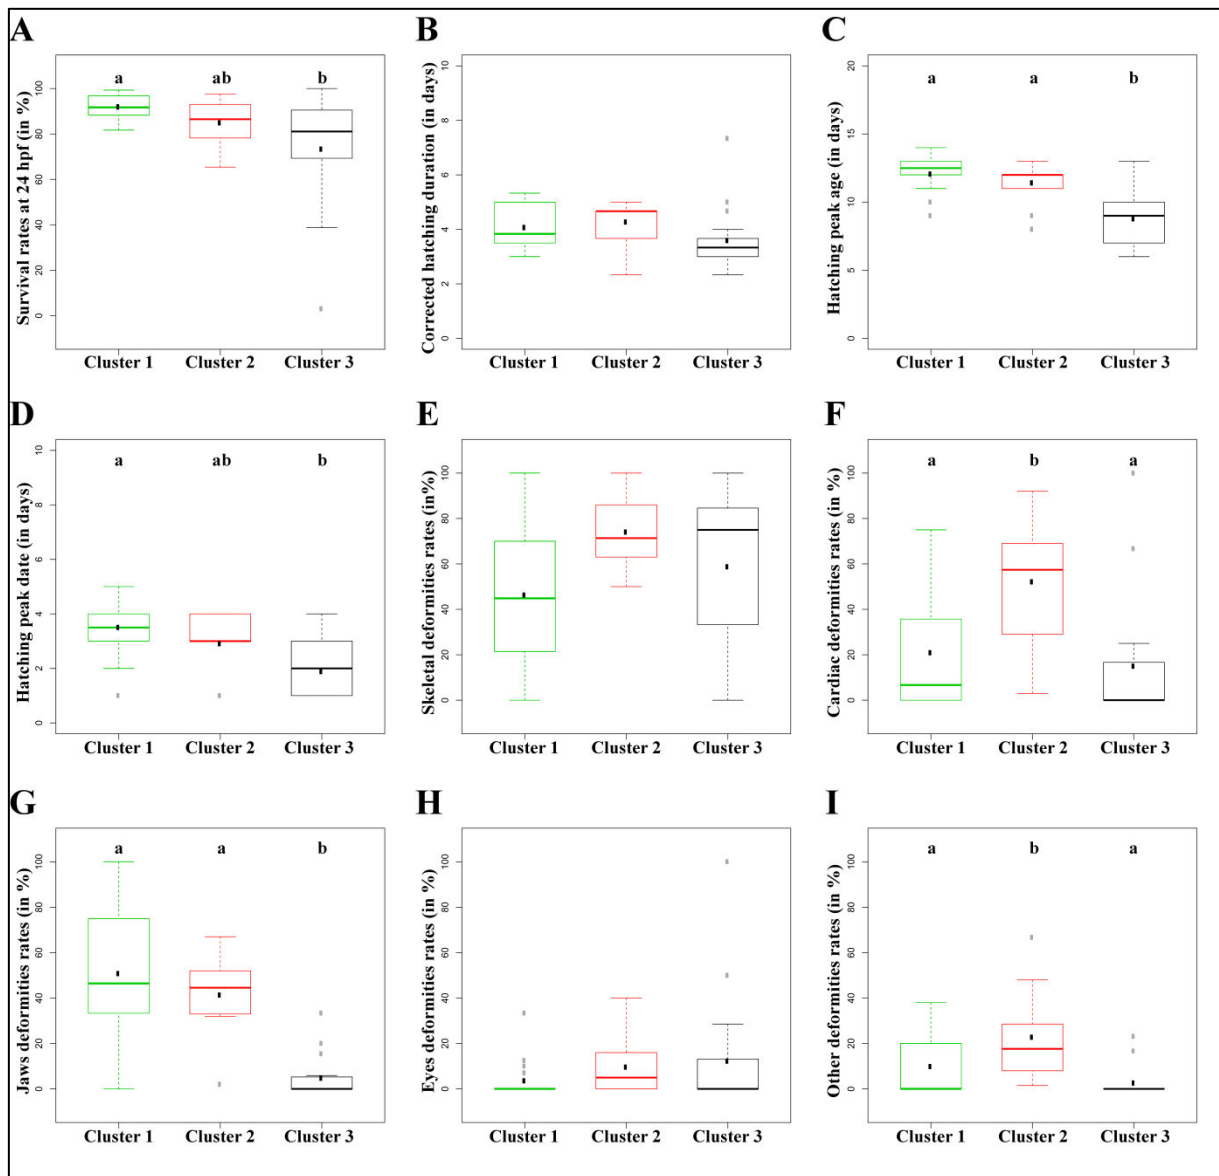 A
B
C
Survival rates at 24 hpf (in %)
0 20 40 60 80 100
a ab b
Cluster 1 Cluster 2 Cluster 3
Corrected hatching duration (in days)
0 2 4 6 8 10
Cluster 1 Cluster 2 Cluster 3
Hatching peak age (in days)
0 5 10 15 20
a a b
Cluster 1 Cluster 2 Cluster 3
D
E
F
Hatching peak date (in days)
0 2 4 6 8 10
a ab b
Cluster 1 Cluster 2 Cluster 3
Skeletal deformities rates (in%)
0 20 40 60 80 100
Cluster 1 Cluster 2 Cluster 3
Cardiac deformities rates (in %)
0 20 40 60 80 100
a b a
Cluster 1 Cluster 2 Cluster 3
G
H
I
Jaws deformities rates (in %)
0 20 40 60 80 100
a a b
Cluster 1 Cluster 2 Cluster 3
Eyes deformities rates (in %)
0 20 40 60 80 100
Cluster 1 Cluster 2 Cluster 3
Other deformities rates (in %)
0 20 40 60 80 100
a b a
Cluster 1 Cluster 2 Cluster 3